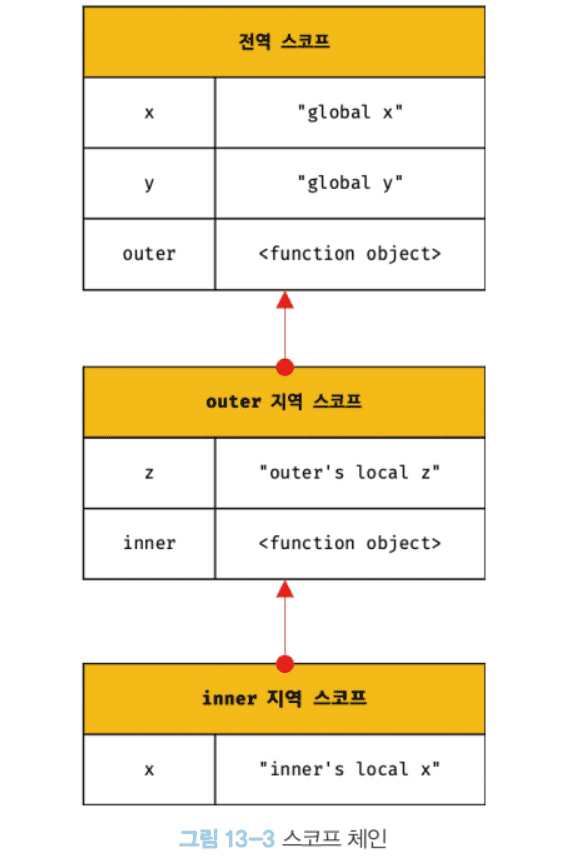 전역 스코프
x "global x"
y "global y"
outer <function object>
outer 지역 스코프
z "outer's local z"
inner <function object>
inner 지역 스코프
x "inner's local x"
그림 13-3 스코프 체인